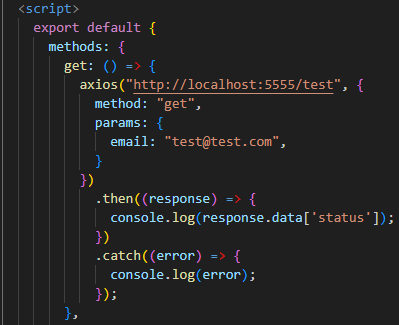 <script>
export default {
methods: {
get: () => {
axios("http://localhost:5555/test", {
method: "get",
params: {
email: "test@test.com",
}
})
.then((response) => {
console.log(response.data['status']);
})
.catch((error) => {
console.log(error);
});
},